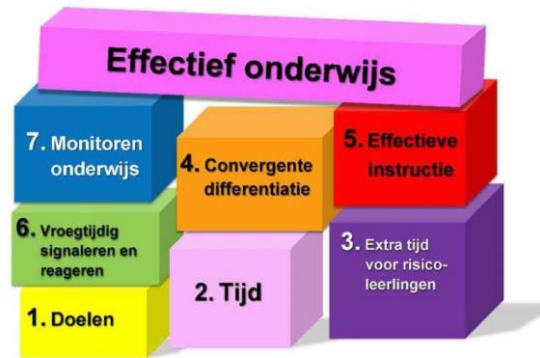 Effectief onderwijs
7. Monitoren
onderwijs
4. Convergente
differentiatie
5. Effectieve
instructie
6. Vroegtijdig
signaleren en
reageren
2. Tijd
3. Extra tijd
voor risico-
leerlingen
1. Doelen